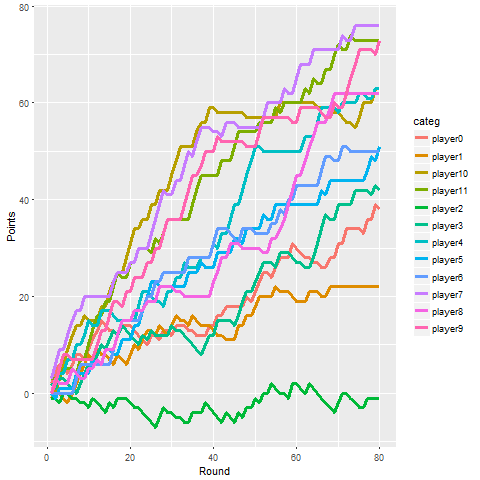 80
60
40
20
0
Points
0
20
40
60
80
Round
categ
player0
player1
player10
player11
player2
player3
player4
player5
player6
player7
player8
player9